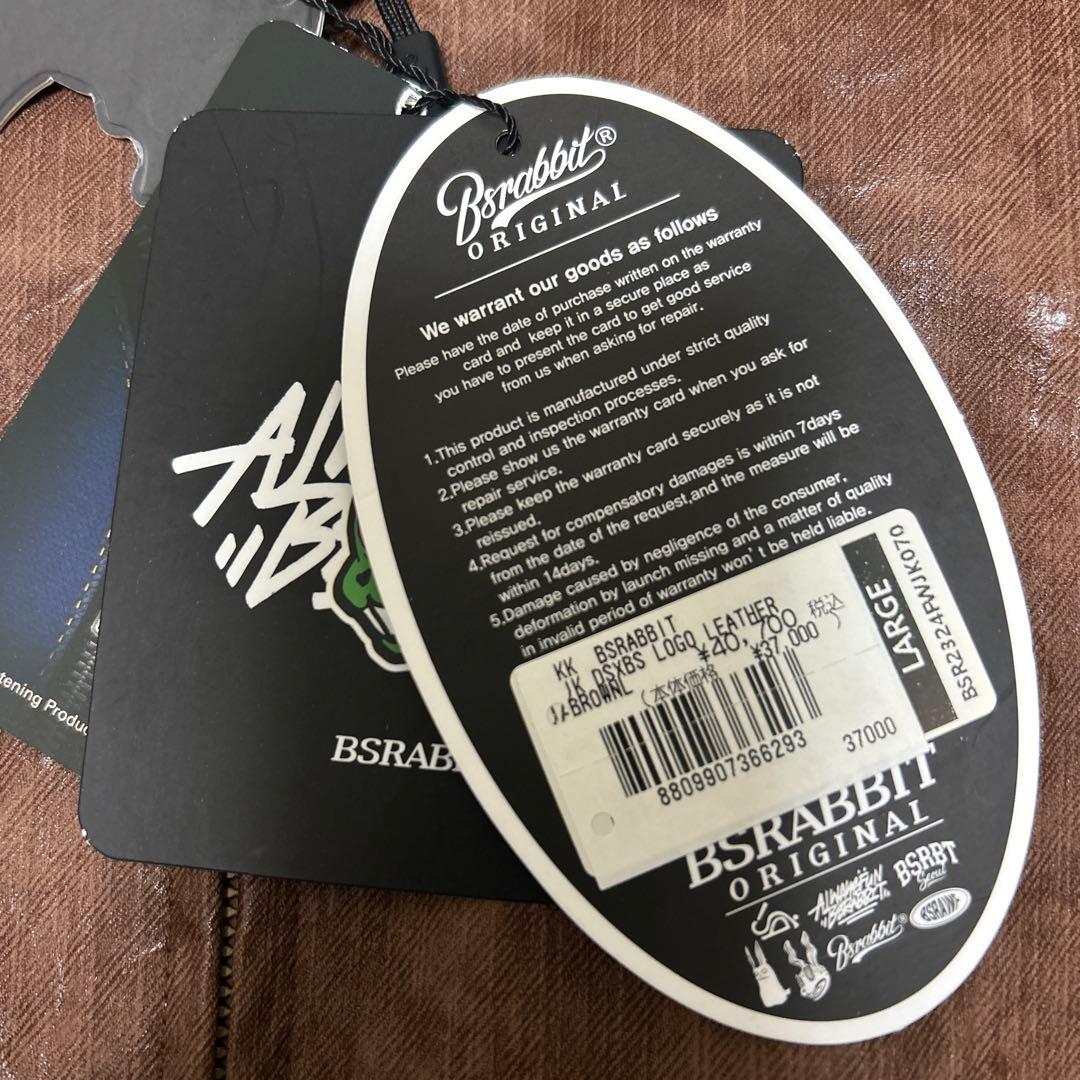 Bsrabbit®
ORIGINAL
We warrant our goods as follows
Please have the date of purchase written on the warranty
card and keep it in a secure place as
you have to present the card to get good service
from us when asking for repair.
1.This product is manufactured under strict quality
control and inspection processes.
2.Please show us the warranty card when you ask for
repair service.
3.Please keep the warranty card securely as it is not
reissued.
4.Request for compensatory damages is within 7days
from the date of the request,and the measure will be
within 14days.
5.Damage caused by negligence of the consumer,
deformation by launch missing and a matter of quality
in invalid period of warranty won't be held liable.
KK BSRABBIT
JK DSXBS LOGO LEATHER
BROWNL
¥40,700 税込
(本体価格 ¥37,000)
8809907366293
37000
LARGE
BSR2324FRWJK070
BSRABBIT
ORIGINAL
ALWAYS FUN
"BSRABBIT"
BSRBT
Seoul
Bsrabbit®
BSRAWF
BSRAB
tening Produ